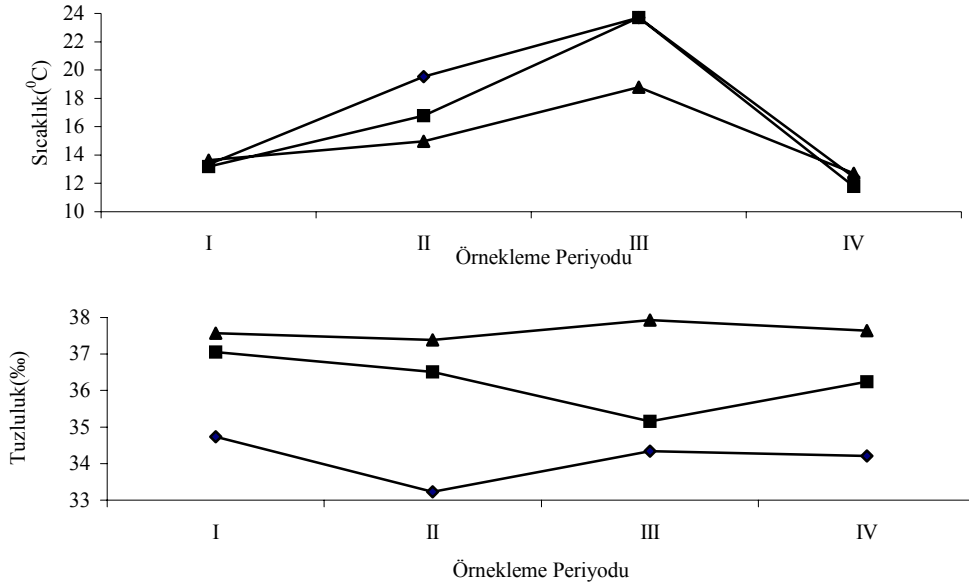 24
22
20
18
16
14
12
10
Sıcaklık(⁰C)
I II III IV
Örnekleme Periyodu
38
37
36
35
34
33
Tuzluluk(‰)
I II III IV
Örnekleme Periyodu